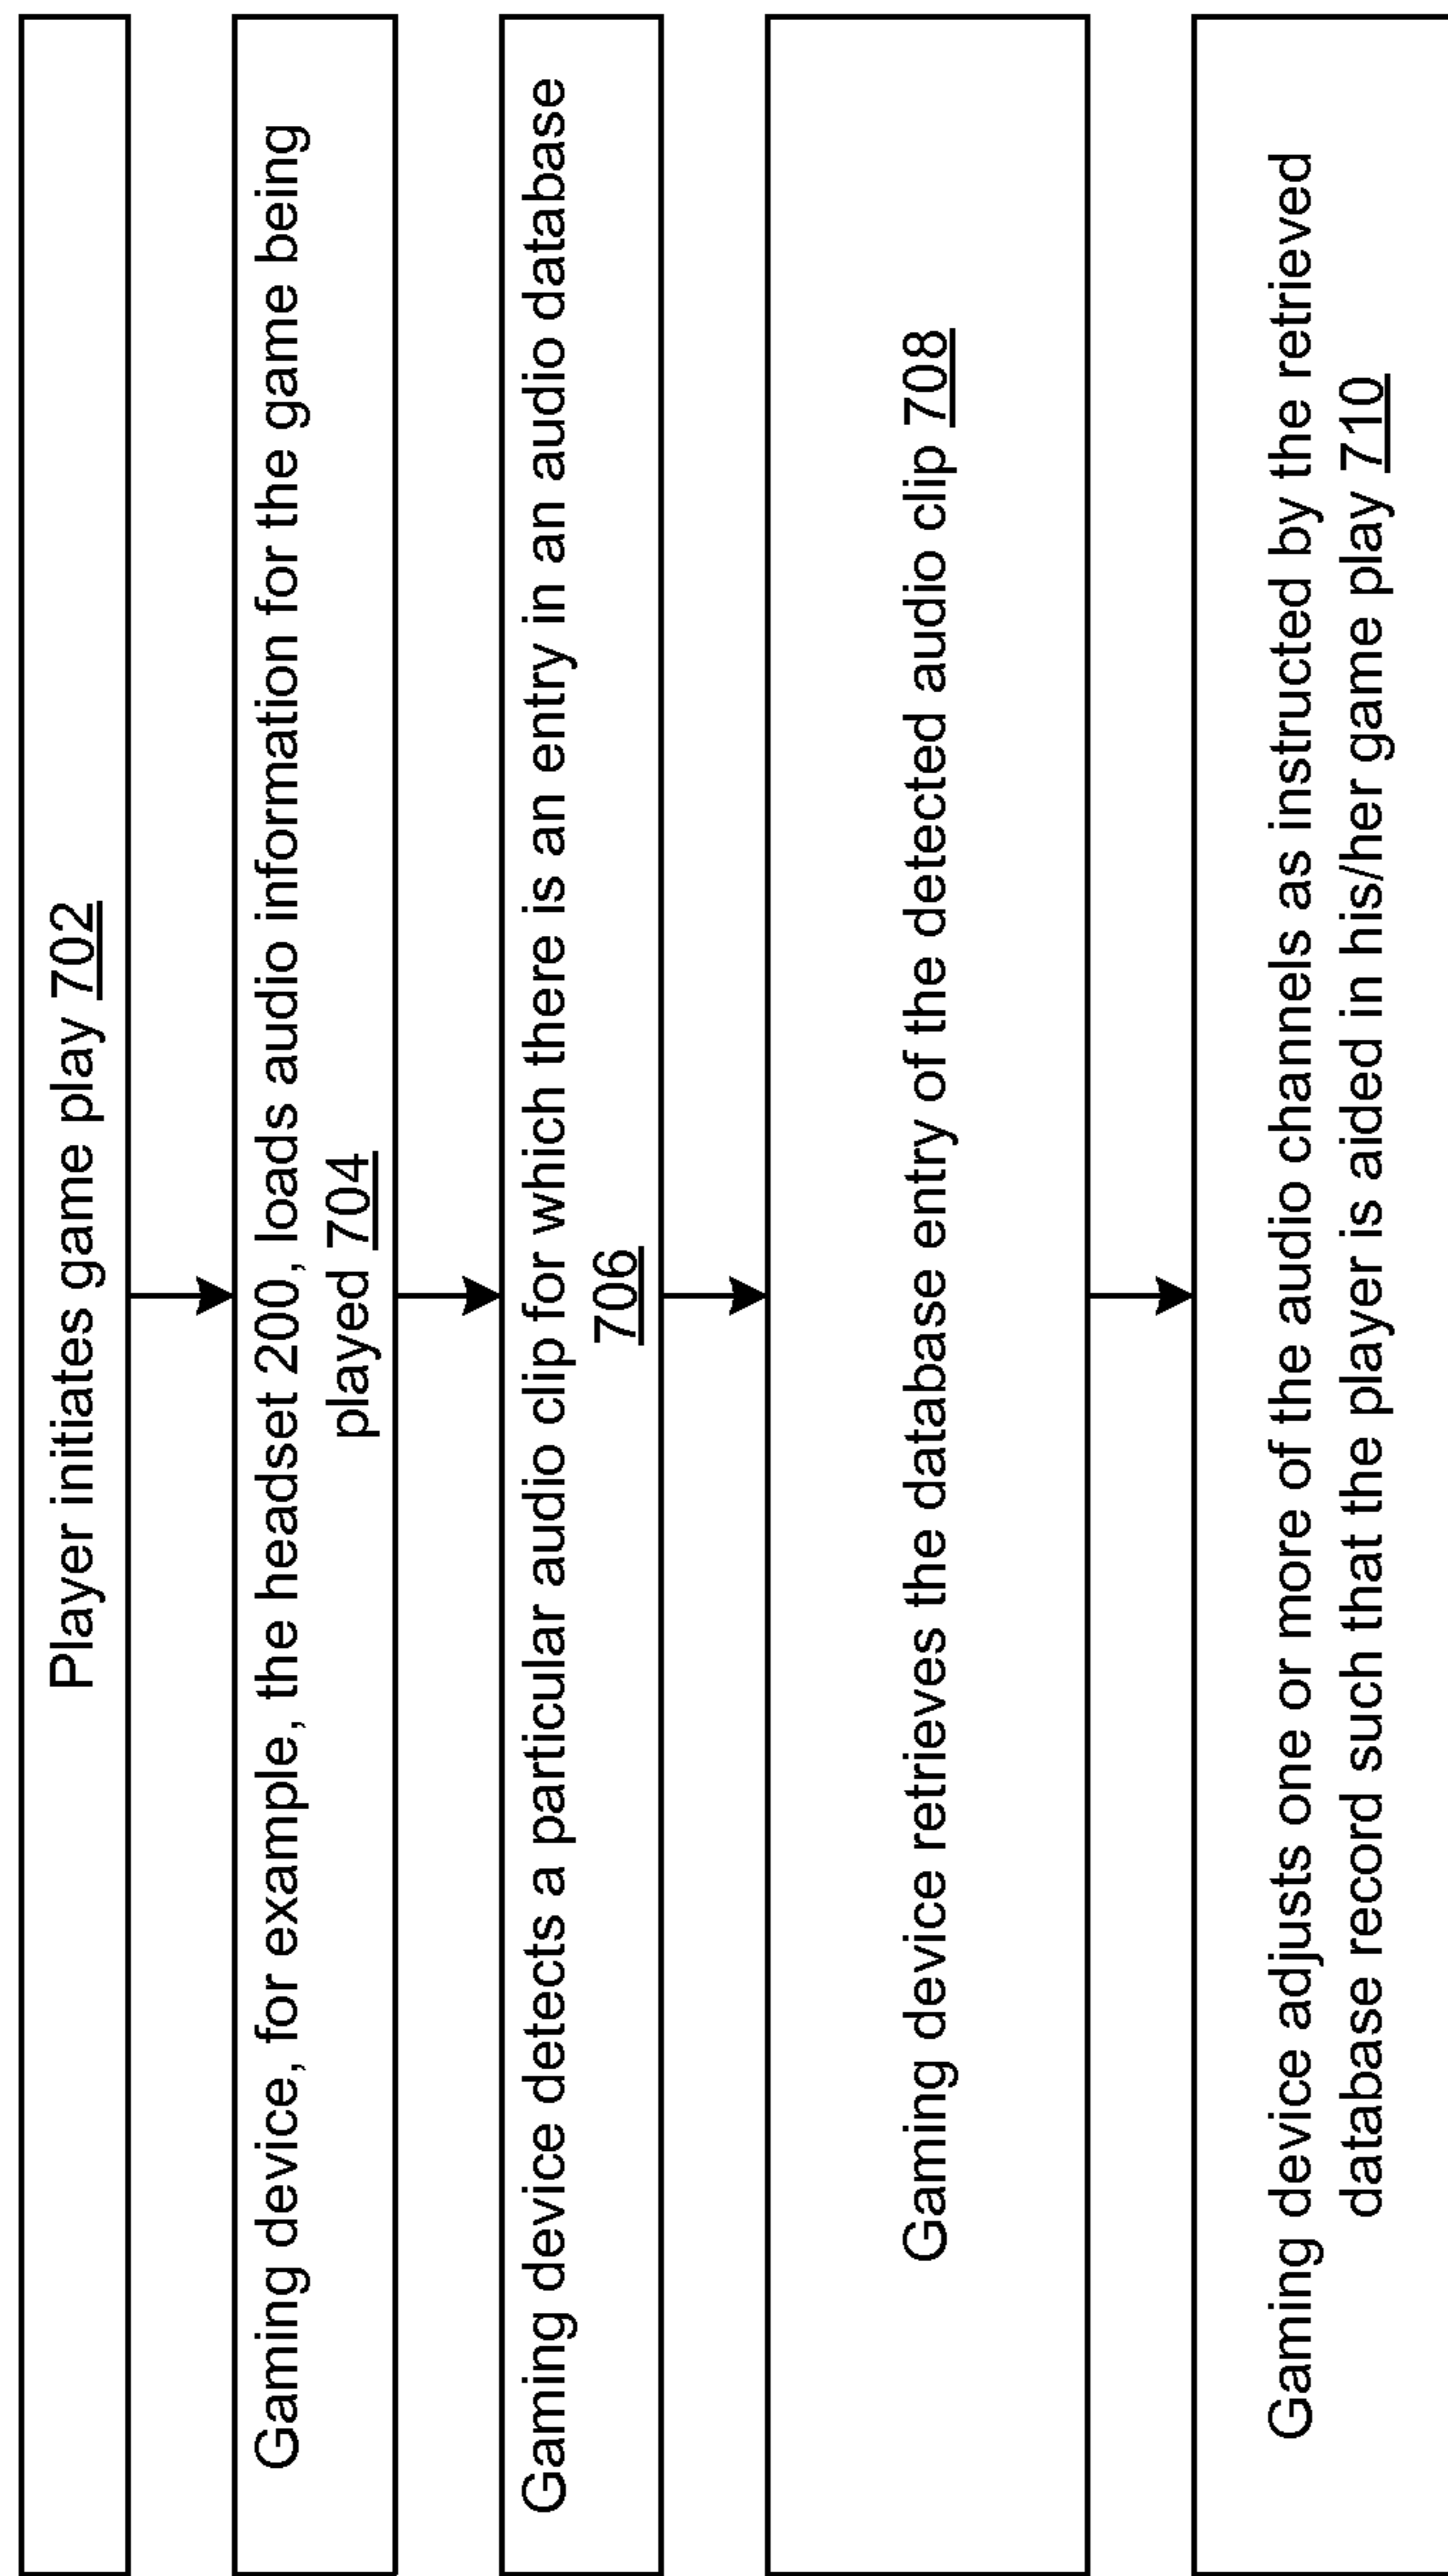 Player initiates game play 702
Gaming device, for example, the headset 200, loads audio information for the game being
played 704
Gaming device detects a particular audio clip for which there is an entry in an audio database
706
Gaming device retrieves the database entry of the detected audio clip 708
Gaming device adjusts one or more of the audio channels as instructed by the retrieved
database record such that the player is aided in his/her game play 710